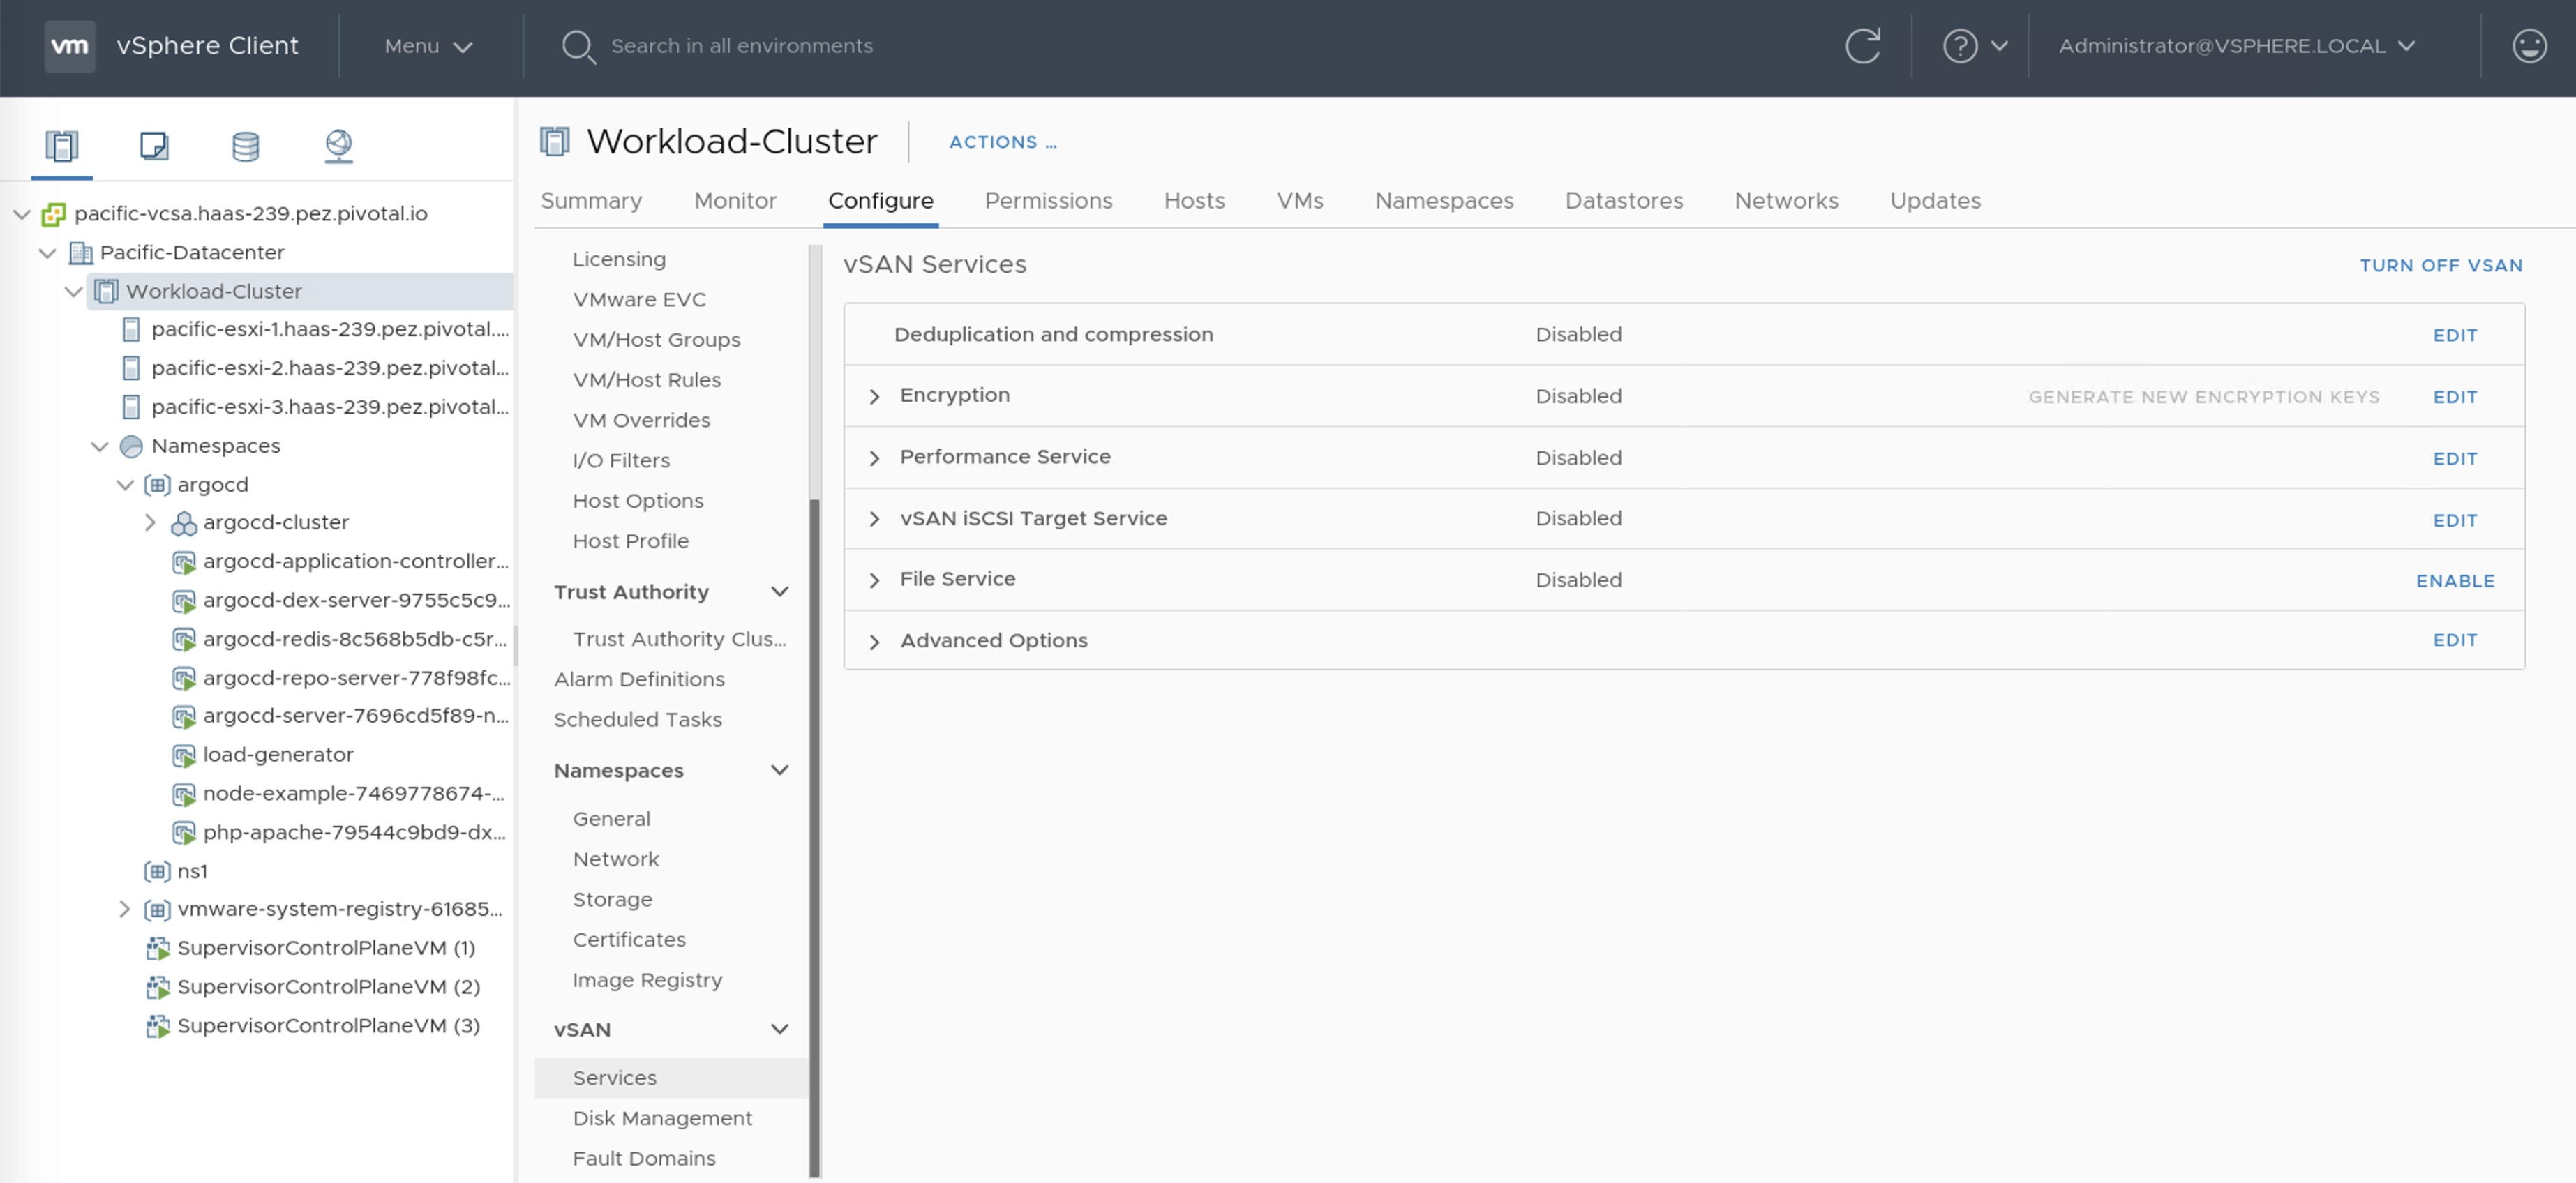 vm vSphere Client Menu Search in all environments Administrator@VSPHERE.LOCAL
pacific-vcsa.haas-239.pez.pivotal.io
Pacific-Datacenter
Workload-Cluster
pacific-esxi-1.haas-239.pez.pivotal....
pacific-esxi-2.haas-239.pez.pivotal...
pacific-esxi-3.haas-239.pez.pivotal...
Namespaces
argocd
argocd-cluster
argocd-application-controller...
argocd-dex-server-9755c5c9...
argocd-redis-8c568b5db-c5r...
argocd-repo-server-778f98fc...
argocd-server-7696cd5f89-n...
load-generator
node-example-7469778674-...
php-apache-79544c9bd9-dx...
ns1
vmware-system-registry-61685...
SupervisorControlPlaneVM (1)
SupervisorControlPlaneVM (2)
SupervisorControlPlaneVM (3)
Workload-Cluster ACTIONS ...
Summary Monitor Configure Permissions Hosts VMs Namespaces Datastores Networks Updates
Licensing
VMware EVC
VM/Host Groups
VM/Host Rules
VM Overrides
I/O Filters
Host Options
Host Profile
Trust Authority
Trust Authority Clus...
Alarm Definitions
Scheduled Tasks
Namespaces
General
Network
Storage
Certificates
Image Registry
vSAN
Services
Disk Management
Fault Domains
vSAN Services TURN OFF VSAN
Deduplication and compression Disabled EDIT
Encryption Disabled GENERATE NEW ENCRYPTION KEYS EDIT
Performance Service Disabled EDIT
vSAN iSCSI Target Service Disabled EDIT
File Service Disabled ENABLE
Advanced Options EDIT